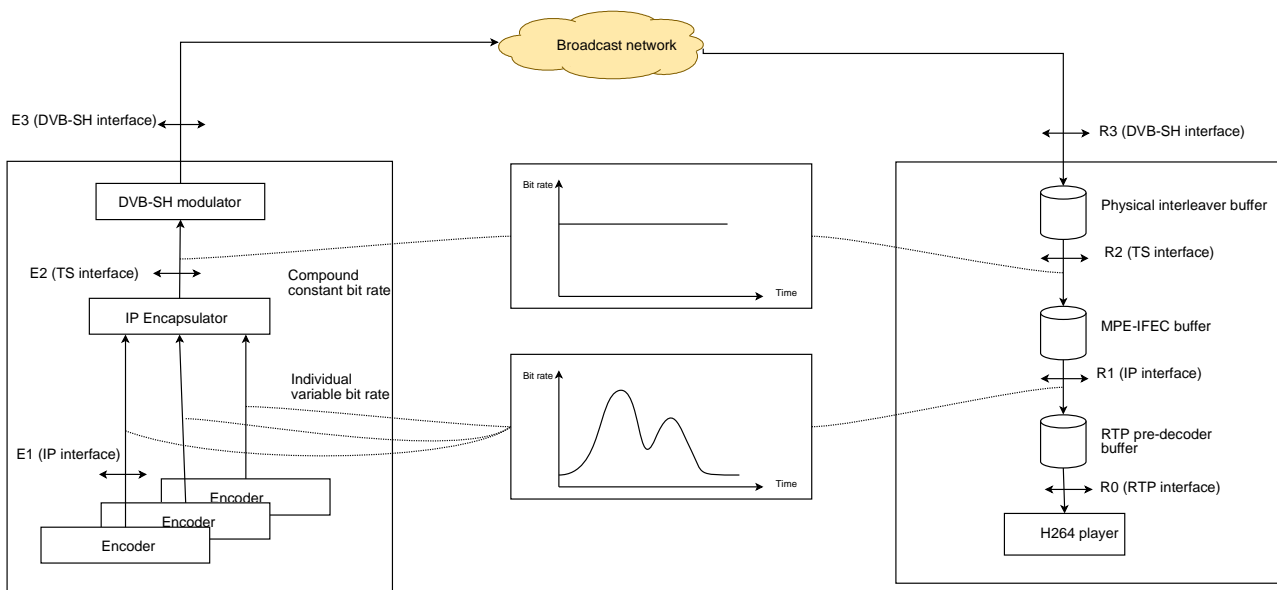 Broadcast network
E3 (DVB-SH interface)
R3 (DVB-SH interface)
DVB-SH modulator
E2 (TS interface)
Compound
constant bit rate
IP Encapsulator
Individual
variable bit rate
E1 (IP interface)
Encoder
Encoder
Encoder
Bit rate
Time
Bit rate
Time
Physical interleaver buffer
R2 (TS interface)
MPE-IFEC buffer
R1 (IP interface)
RTP pre-decoder
buffer
R0 (RTP interface)
H264 player